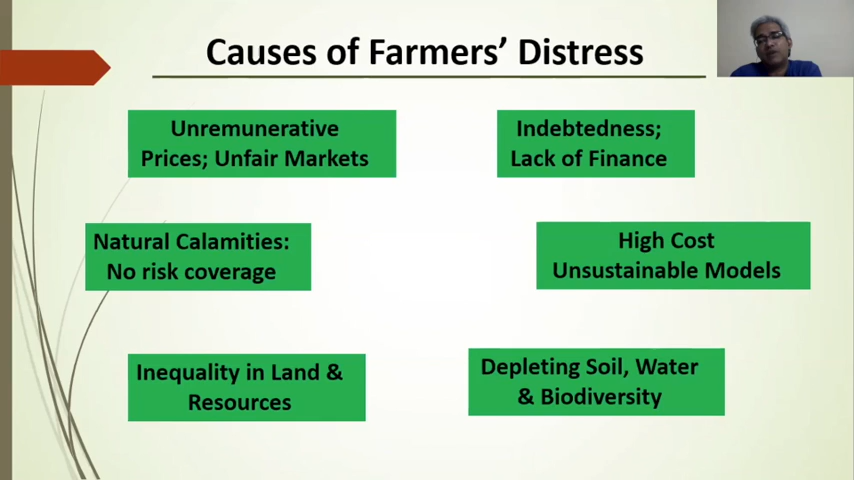 Causes of Farmers’ Distress
Unremunerative
Prices; Unfair Markets
Indebtedness;
Lack of Finance
Natural Calamities:
No risk coverage
High Cost
Unsustainable Models
Inequality in Land &
Resources
Depleting Soil, Water
& Biodiversity